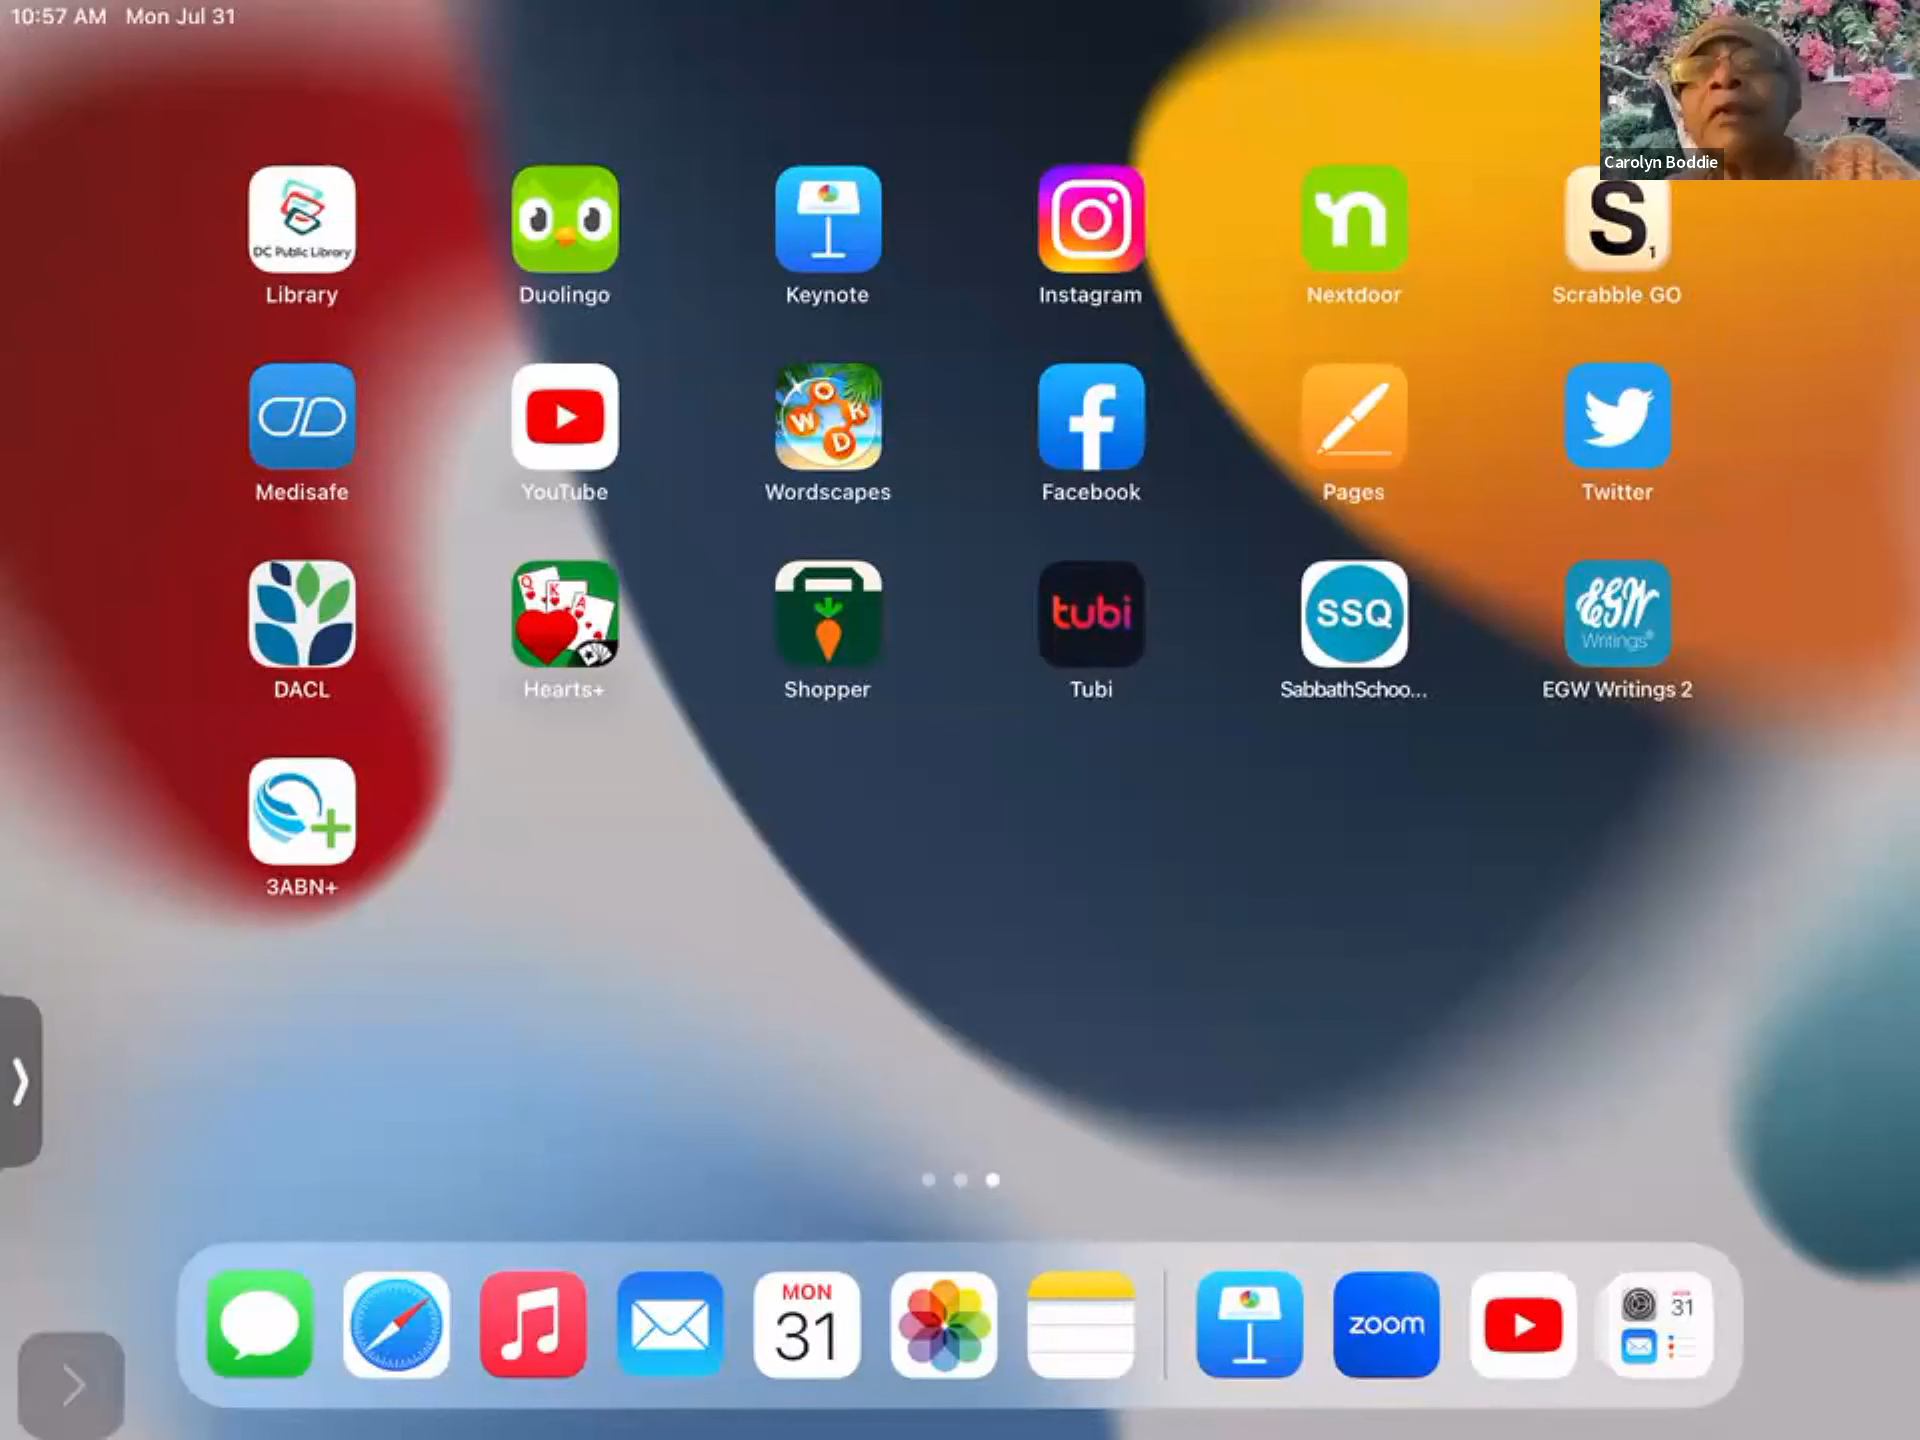 10:57 AM Mon Jul 31
Carolyn Boddie
DC Public Library
S
1
Library Duolingo Keynote Instagram Nextdoor Scrabble GO
W O R D
Medisafe YouTube Wordscapes Facebook Pages Twitter
Q K A
tubi
SSQ
EGW
Writings®
DACL Hearts+ Shopper Tubi SabbathSchoo... EGW Writings 2
3ABN+
MON
31
zoom
31